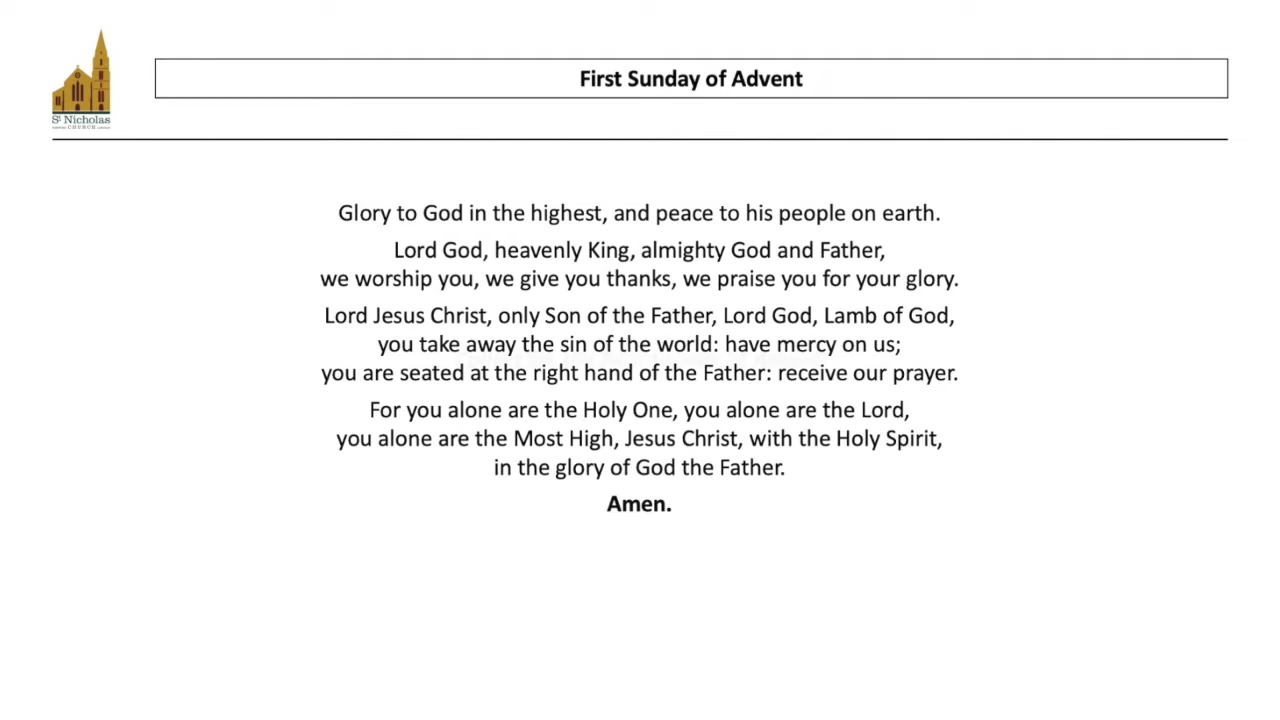 First Sunday of Advent
St Nicholas
CHURCH
Glory to God in the highest, and peace to his people on earth.
Lord God, heavenly King, almighty God and Father,
we worship you, we give you thanks, we praise you for your glory.
Lord Jesus Christ, only Son of the Father, Lord God, Lamb of God,
you take away the sin of the world: have mercy on us;
you are seated at the right hand of the Father: receive our prayer.
For you alone are the Holy One, you alone are the Lord,
you alone are the Most High, Jesus Christ, with the Holy Spirit,
in the glory of God the Father.
Amen.